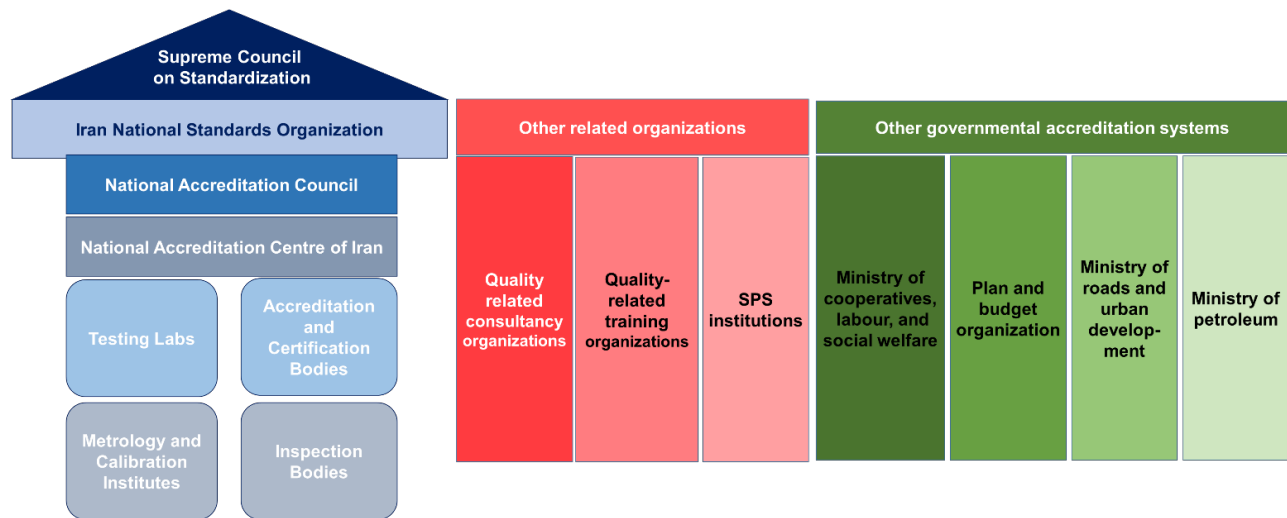 Supreme Council
on Standardization
Iran National Standards Organization
National Accreditation Council
National Accreditation Centre of Iran
Testing Labs
Accreditation
and
Certification
Bodies
Metrology and
Calibration
Institutes
Inspection
Bodies
Other related organizations
Quality
related
consultancy
organizations
Quality-
related
training
organizations
SPS
institutions
Other governmental accreditation systems
Ministry of
cooperatives,
labour, and
social welfare
Plan and
budget
organization
Ministry of
roads and
urban
develop-
ment
Ministry of
petroleum